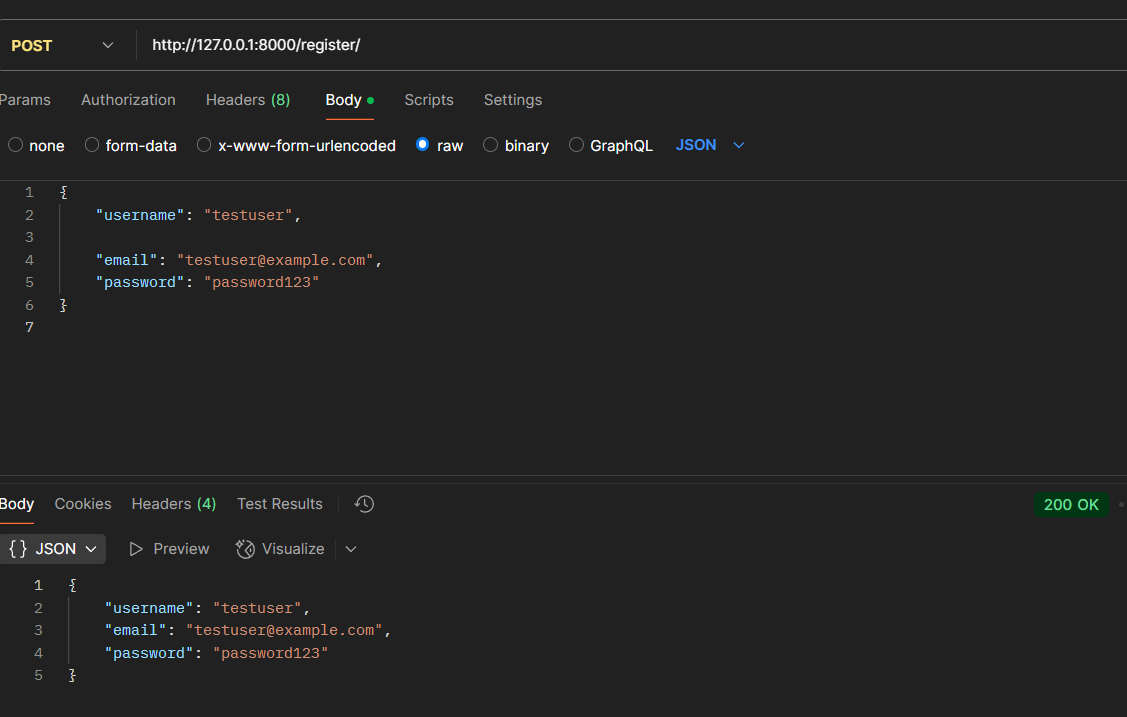 POST http://127.0.0.1:8000/register/
Params Authorization Headers (8) Body Scripts Settings
none form-data x-www-form-urlencoded raw binary GraphQL JSON
1 {
2 "username": "testuser",
3
4 "email": "testuser@example.com",
5 "password": "password123"
6 }
7
Body Cookies Headers (4) Test Results 200 OK
{} JSON Preview Visualize
1 {
2 "username": "testuser",
3 "email": "testuser@example.com",
4 "password": "password123"
5 }